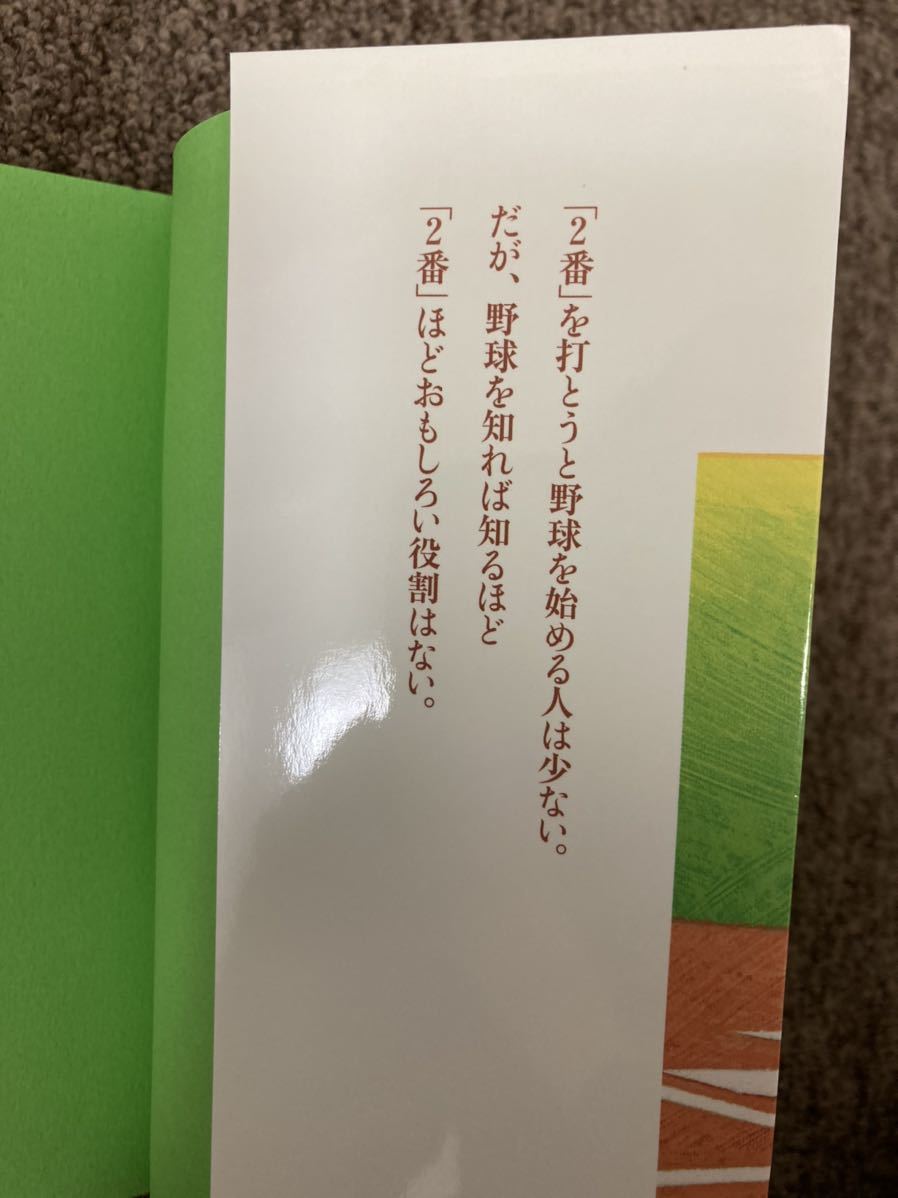 「2番」を打とうと野球を始める人は少ない。
だが、野球を知れば知るほど
「2番」ほどおもしろい役割はない。